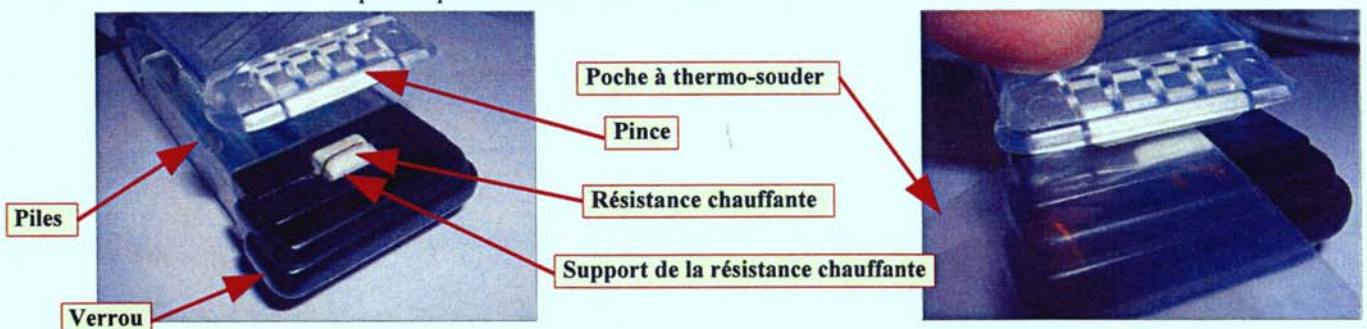 Poche à thermo-souder
Pince
Résistance chauffante
Piles
Support de la résistance chauffante
Verrou